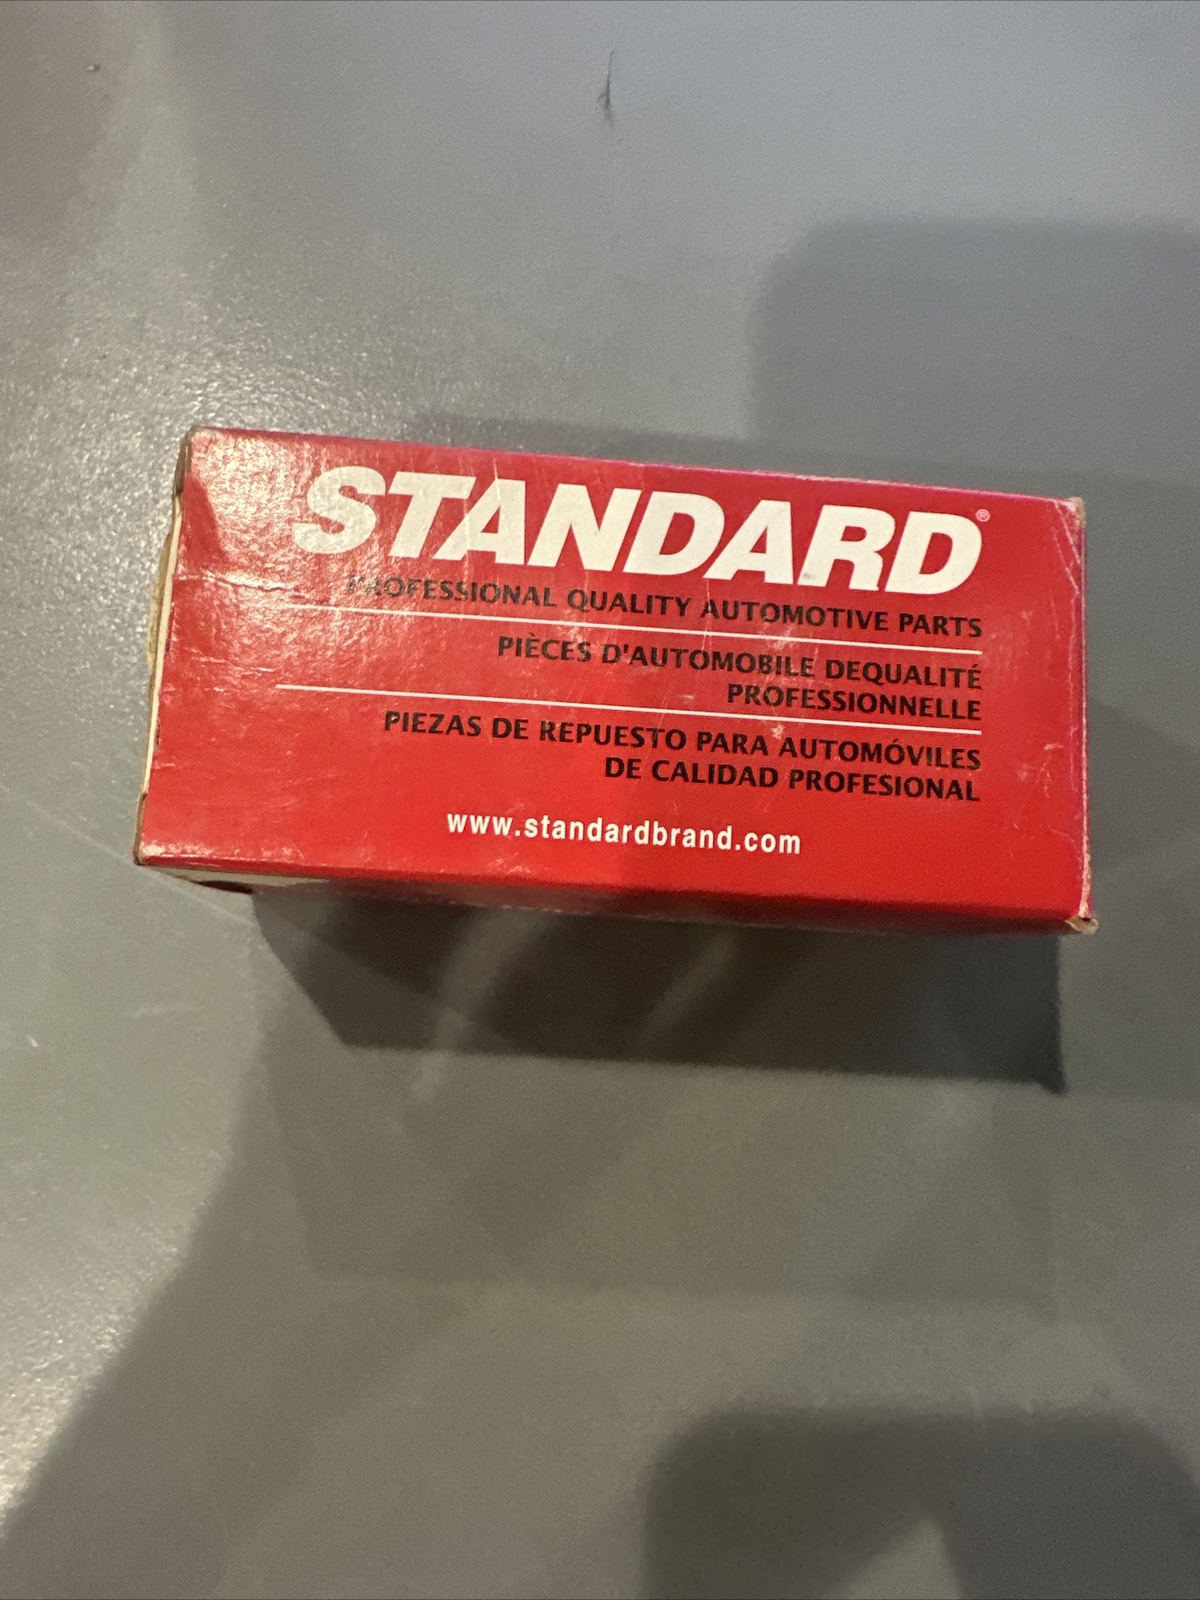 STANDARD®
PROFESSIONAL QUALITY AUTOMOTIVE PARTS
PIÈCES D'AUTOMOBILE DEQUALITÉ
PROFESSIONNELLE
PIEZAS DE REPUESTO PARA AUTOMÓVILES
DE CALIDAD PROFESIONAL
www.standardbrand.com